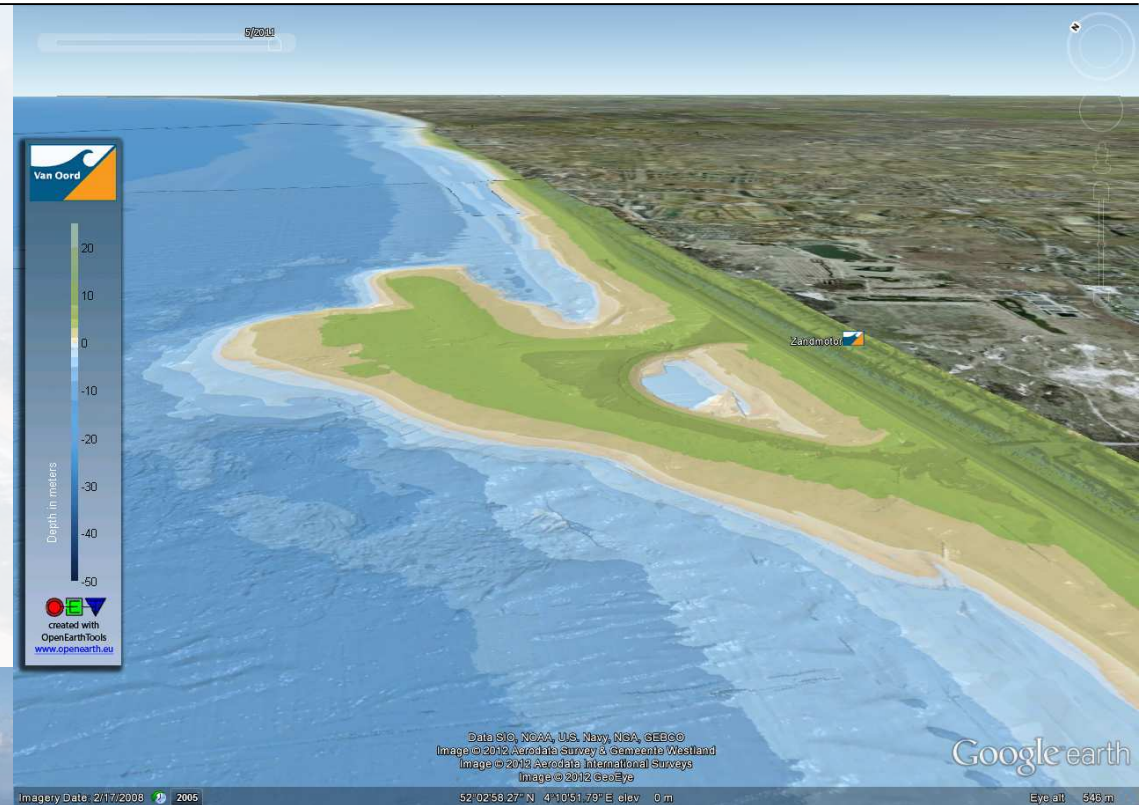 5/2011
N
Van Oord
20
10
0
-10
-20
-30
-40
-50
Depth in meters
Zandmotor
E
created with
OpenEarthTools
www.openearth.eu
Data SIO, NOAA, U.S. Navy, NGA, GEBCO
Image © 2012 Aerodata Survey & Gemeente Westland
Image © 2012 Aerodata International Surveys
Image © 2012 GeoEye
Google earth
Imagery Date: 2/17/2008 2005 52°02'58.27" N 4°10'51.79" E elev 0 m Eye alt 546 m